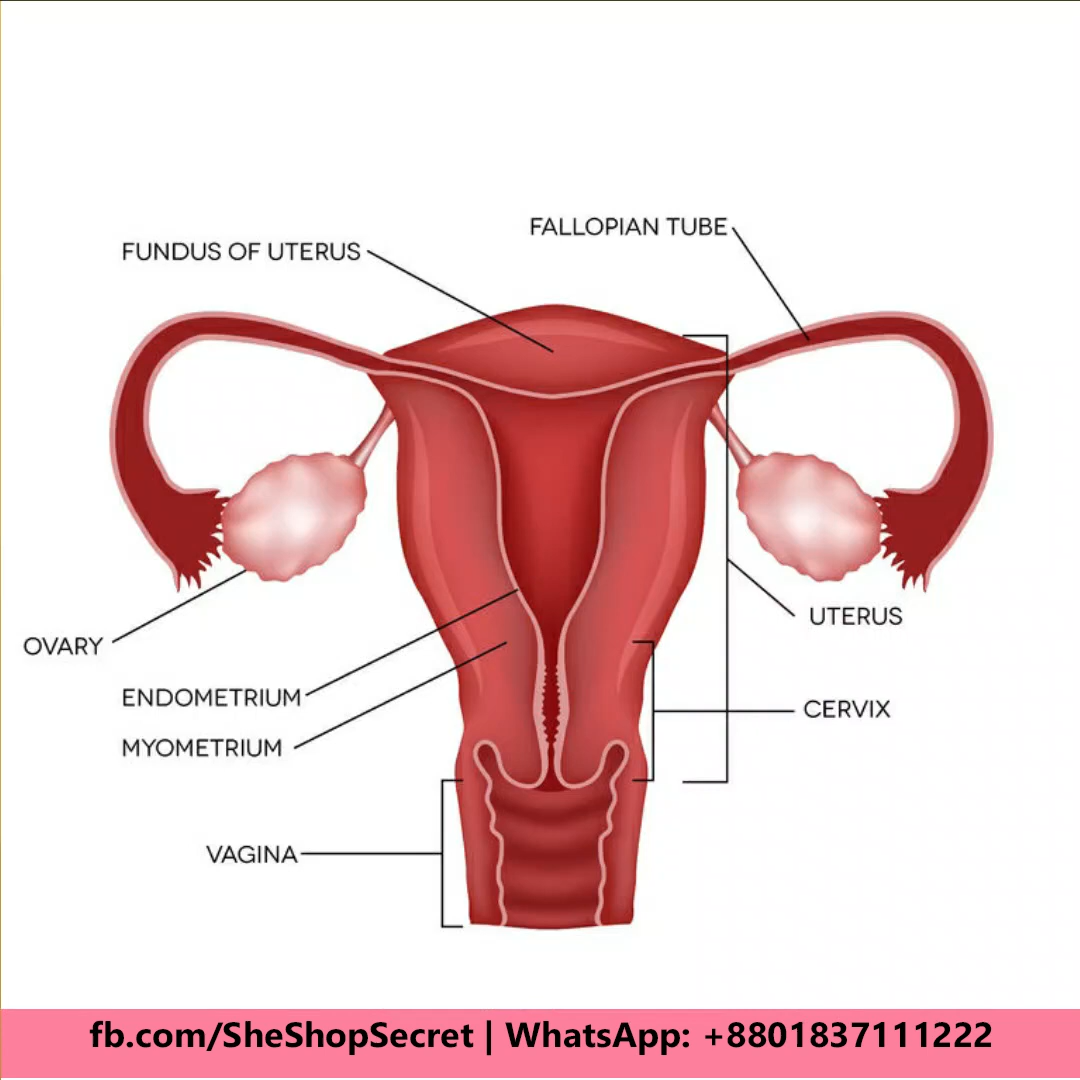 FALLOPIAN TUBE
FUNDUS OF UTERUS
UTERUS
OVARY
ENDOMETRIUM
CERVIX
MYOMETRIUM
VAGINA
fb.com/SheShopSecret | WhatsApp: +8801837111222